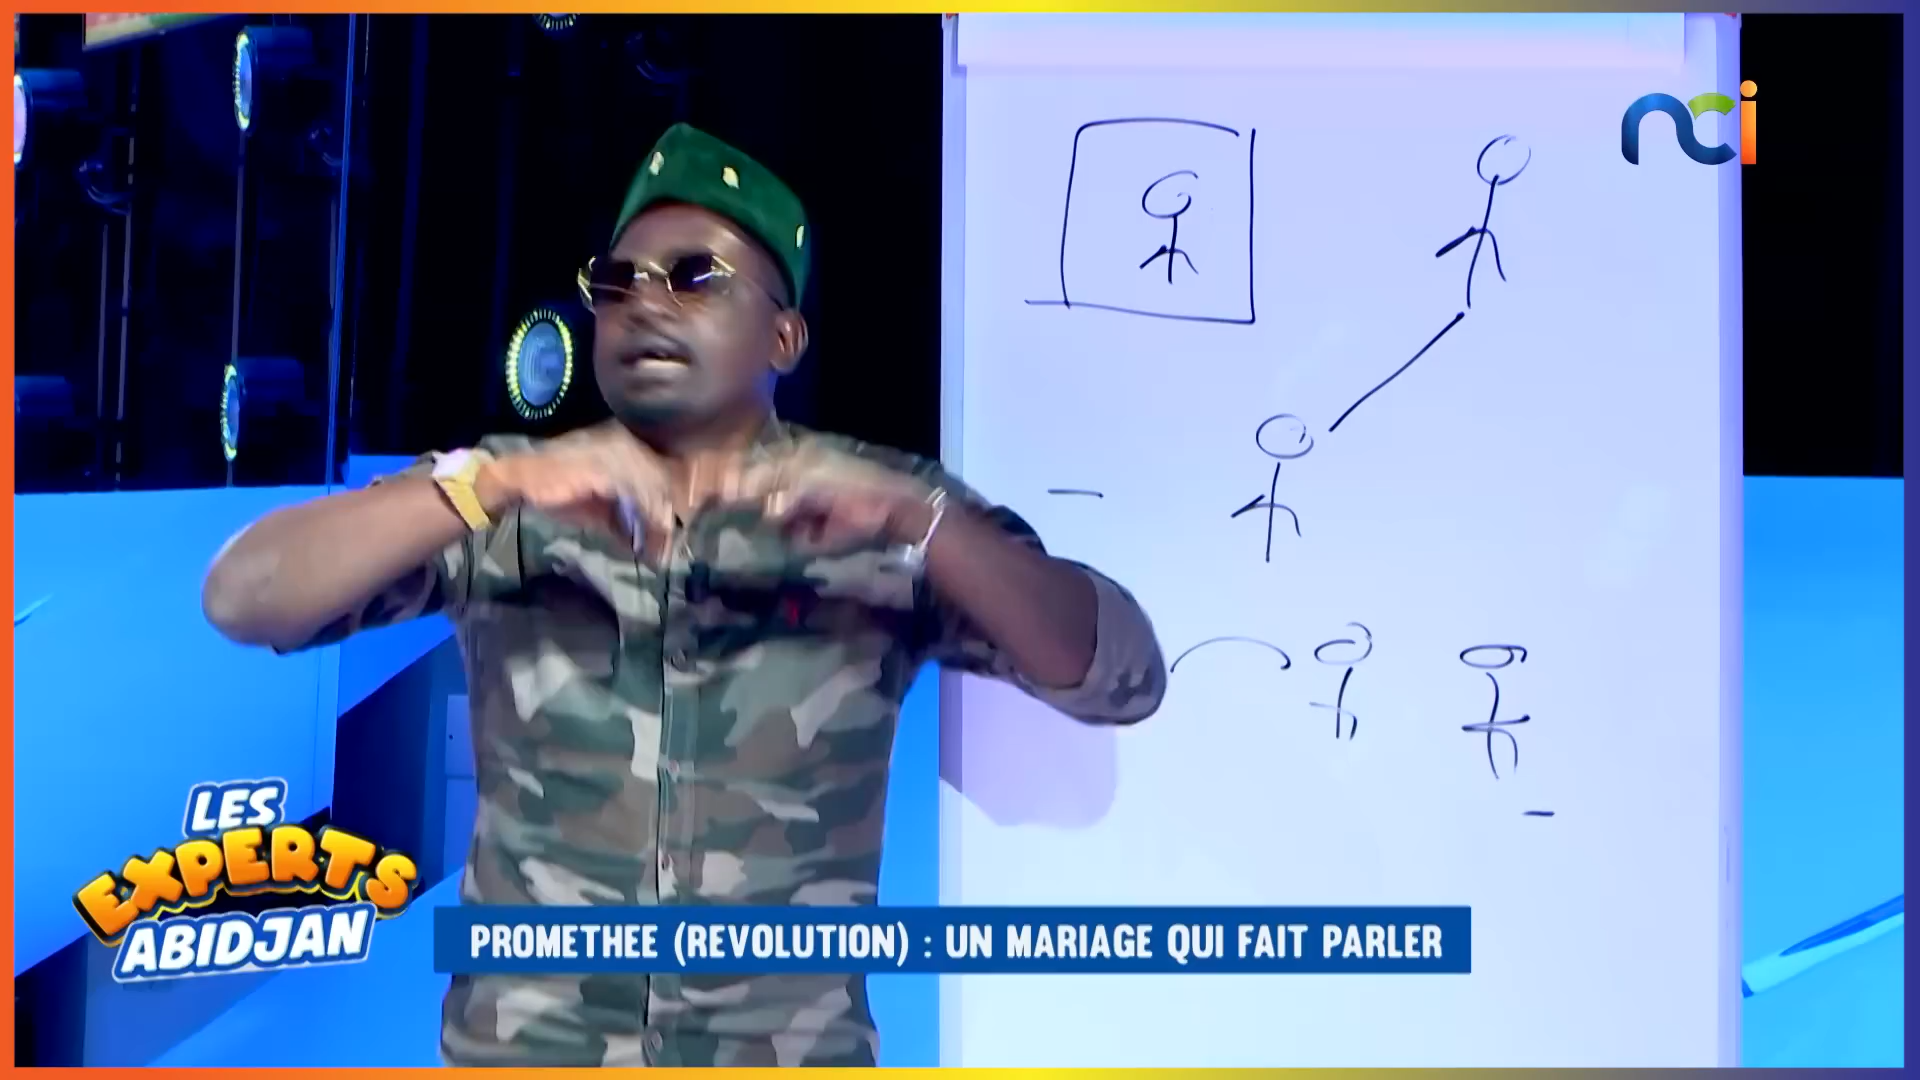 nci
LES
EXPERTS
ABIDJAN
PROMETHEE (REVOLUTION) : UN MARIAGE QUI FAIT PARLER